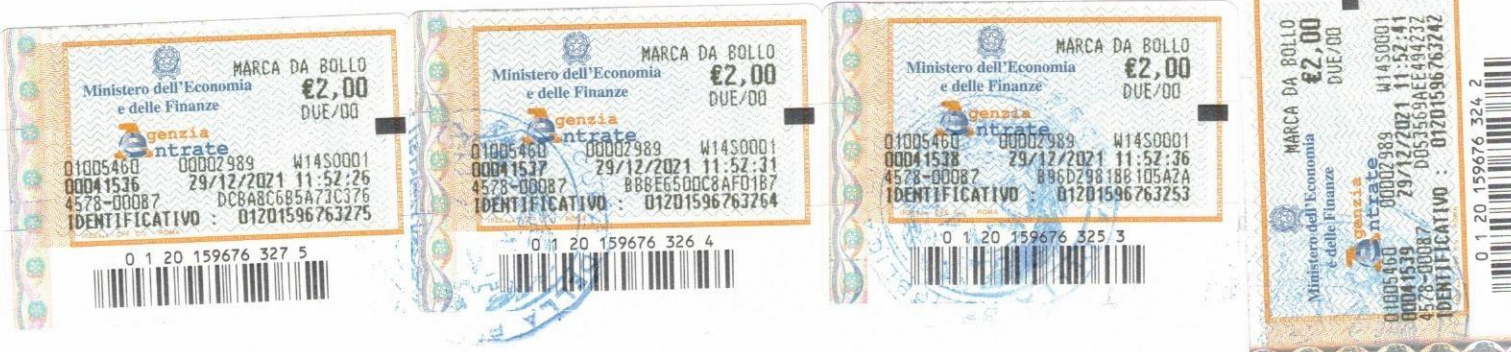 MARCA DA BOLLO
Ministero dell'Economia
e delle Finanze
€2,00
DUE/00
genzia
ntrate
01005460 00002989 W14S0001
00041536 29/12/2021 11:52:26
4578-00087 DCBA8C6B5A73C376
IDENTIFICATIVO : 01201596763275
0 1 20 159676 327 5
MARCA DA BOLLO
Ministero dell'Economia
e delle Finanze
€2,00
DUE/00
genzia
ntrate
01005460 00002989 W14S0001
00041537 29/12/2021 11:52:31
4578-00087 BBBE6500C8AFD1B7
IDENTIFICATIVO : 01201596763264
0 1 20 159676 326 4
MARCA DA BOLLO
Ministero dell'Economia
e delle Finanze
€2,00
DUE/00
genzia
ntrate
01005460 00002989 W14S0001
00041538 29/12/2021 11:52:36
4578-00087 B96D29818B105A2A
IDENTIFICATIVO : 01201596763253
0 1 20 159676 325 3
MARCA DA BOLLO
Ministero dell'Economia
e delle Finanze
€2,00
DUE/00
genzia
ntrate
01005460 00002989 W14S0001
00041539 29/12/2021 11:52:41
4578-00087 D053569AEE494232
IDENTIFICATIVO : 01201596763242
0 1 20 159676 324 2